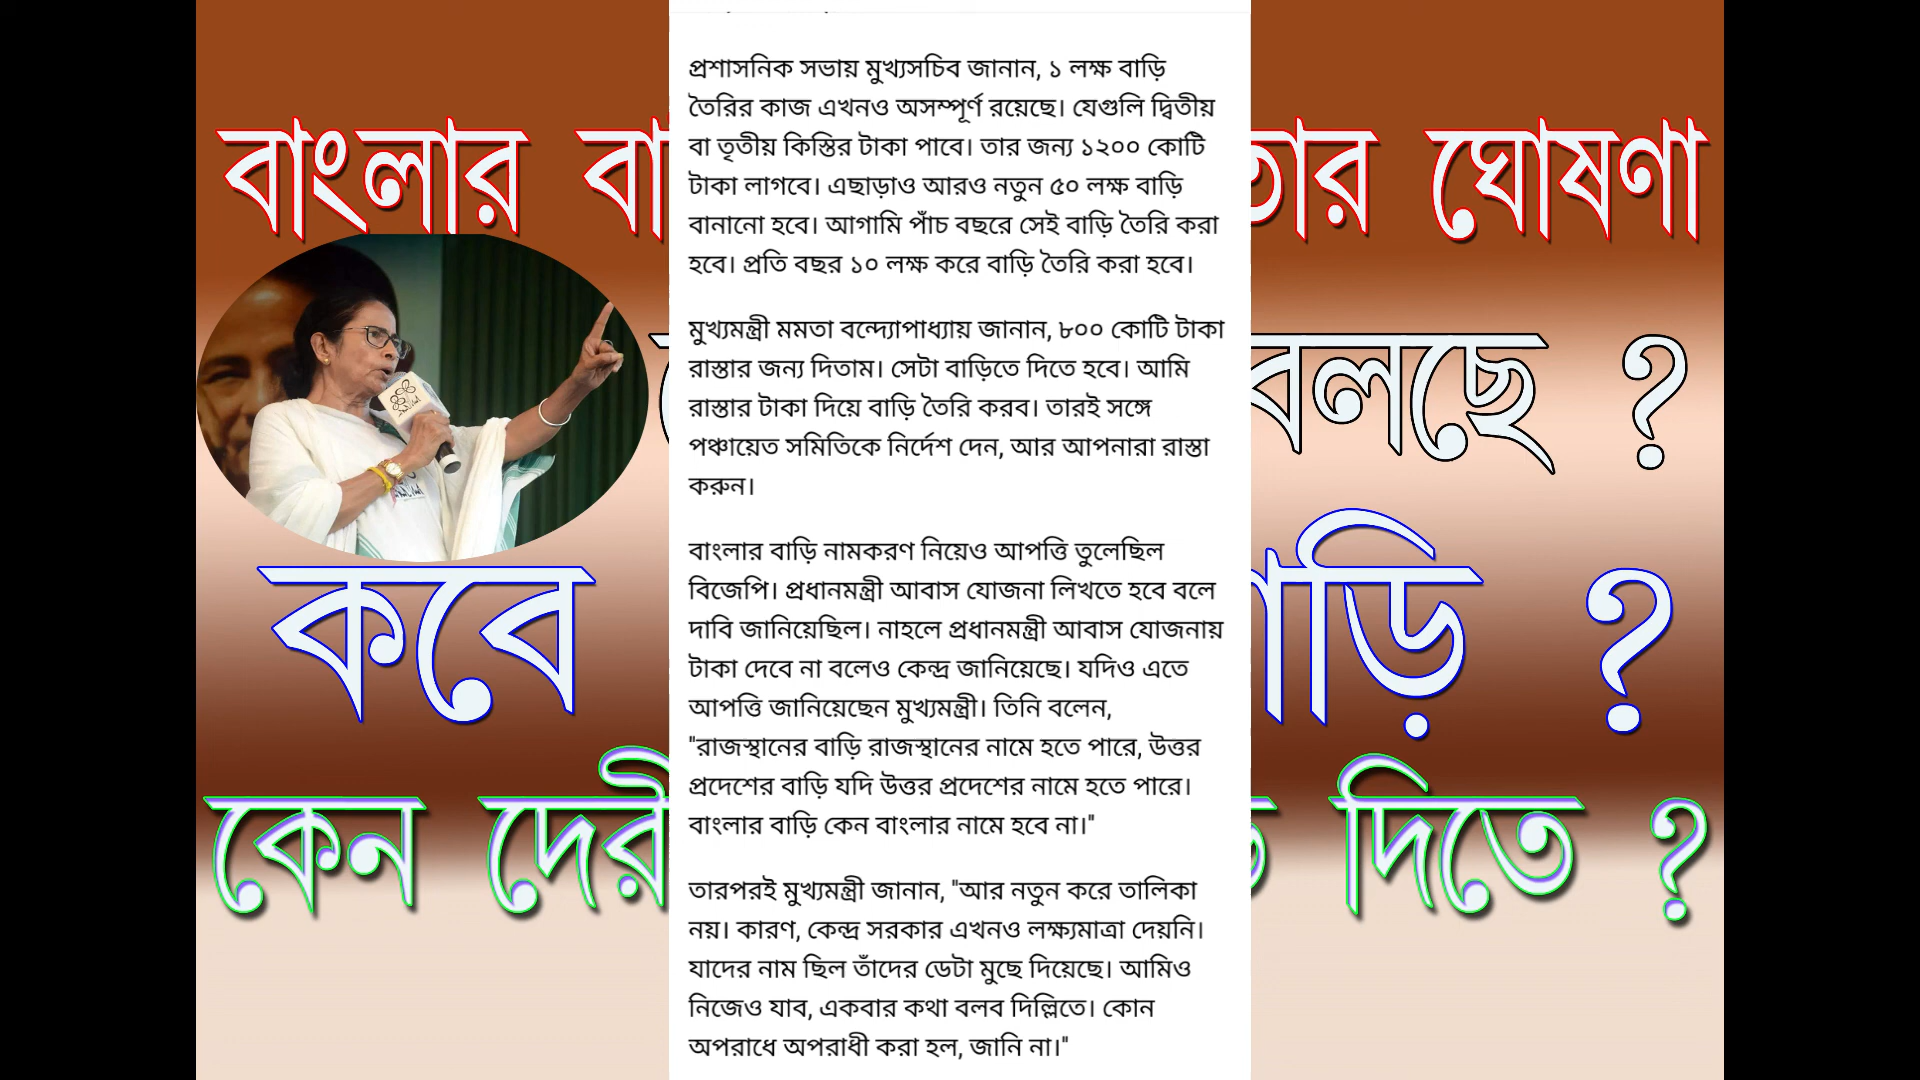 বাংলার বা
তার ঘোষণা
বলছে ?
কবে
ড়ি ?
কেন দেরী
দিতে ?
প্রশাসনিক সভায় মুখ্যসচিব জানান, ১ লক্ষ বাড়ি
তৈরির কাজ এখনও অসম্পূর্ণ রয়েছে। যেগুলি দ্বিতীয়
বা তৃতীয় কিস্তির টাকা পাবে। তার জন্য ১২০০ কোটি
টাকা লাগবে। এছাড়াও আরও নতুন ৫০ লক্ষ বাড়ি
বানানো হবে। আগামি পাঁচ বছরে সেই বাড়ি তৈরি করা
হবে। প্রতি বছর ১০ লক্ষ করে বাড়ি তৈরি করা হবে।
মুখ্যমন্ত্রী মমতা বন্দ্যোপাধ্যায় জানান, ৮০০ কোটি টাকা
রাস্তার জন্য দিতাম। সেটা বাড়িতে দিতে হবে। আমি
রাস্তার টাকা দিয়ে বাড়ি তৈরি করব। তারই সঙ্গে
পঞ্চায়েত সমিতিকে নির্দেশ দেন, আর আপনারা রাস্তা
করুন।
বাংলার বাড়ি নামকরণ নিয়েও আপত্তি তুলেছিল
বিজেপি। প্রধানমন্ত্রী আবাস যোজনা লিখতে হবে বলে
দাবি জানিয়েছিল। নাহলে প্রধানমন্ত্রী আবাস যোজনায়
টাকা দেবে না বলেও কেন্দ্র জানিয়েছে। যদিও এতে
আপত্তি জানিয়েছেন মুখ্যমন্ত্রী। তিনি বলেন,
"রাজস্থানের বাড়ি রাজস্থানের নামে হতে পারে, উত্তর
প্রদেশের বাড়ি যদি উত্তর প্রদেশের নামে হতে পারে।
বাংলার বাড়ি কেন বাংলার নামে হবে না।"
তারপরই মুখ্যমন্ত্রী জানান, "আর নতুন করে তালিকা
নয়। কারণ, কেন্দ্র সরকার এখনও লক্ষ্যমাত্রা দেয়নি।
যাদের নাম ছিল তাঁদের ডেটা মুছে দিয়েছে। আমিও
নিজেও যাব, একবার কথা বলব দিল্লিতে। কোন
অপরাধে অপরাধী করা হল, জানি না।"